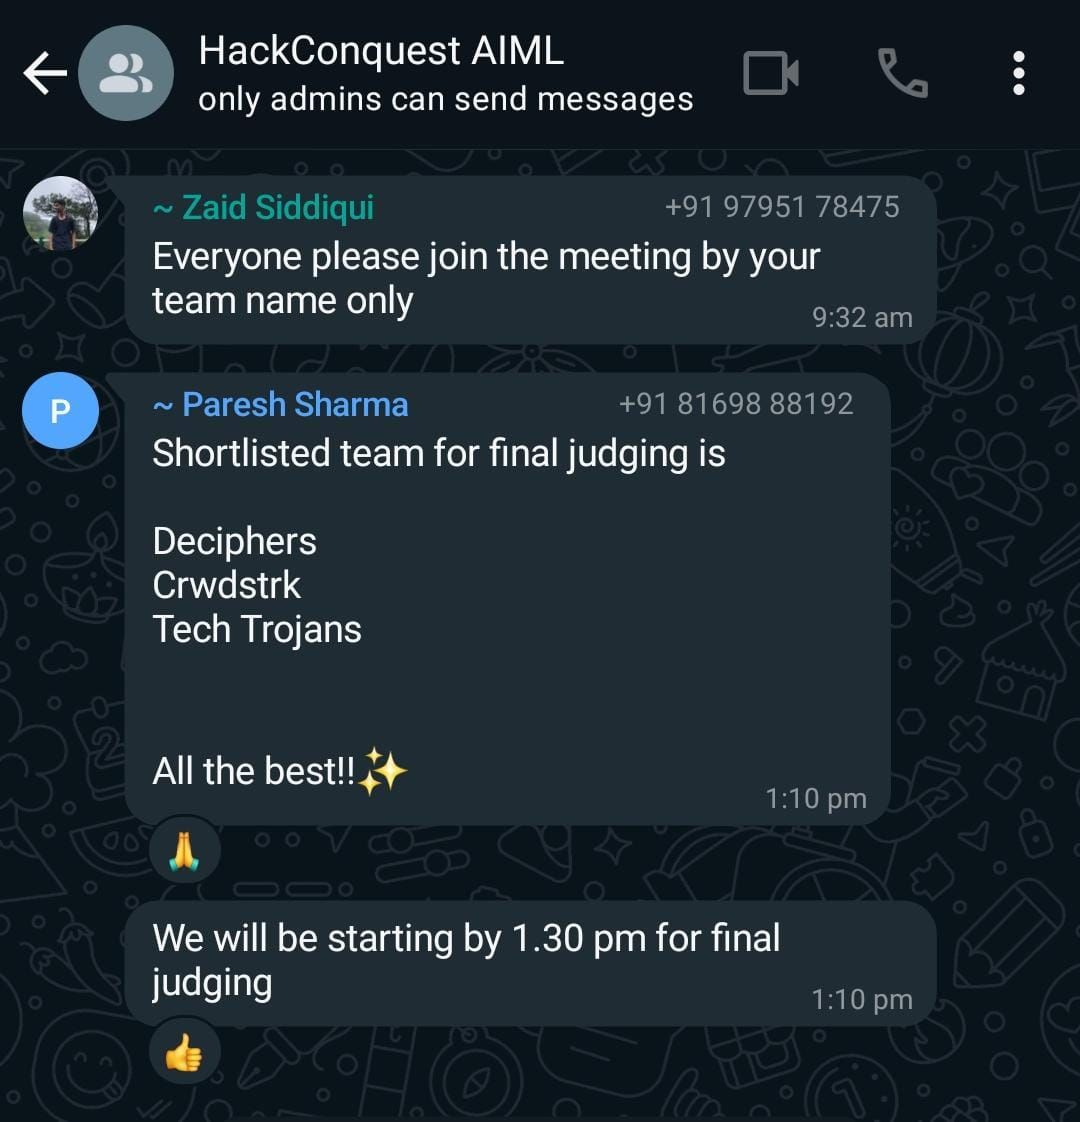 HackConquest AIML
only admins can send messages
~ Zaid Siddiqui +91 97951 78475
Everyone please join the meeting by your
team name only
9:32 am
P
~ Paresh Sharma +91 81698 88192
Shortlisted team for final judging is
Deciphers
Crwdstrk
Tech Trojans
All the best!!✨
1:10 pm
We will be starting by 1.30 pm for final
judging
1:10 pm